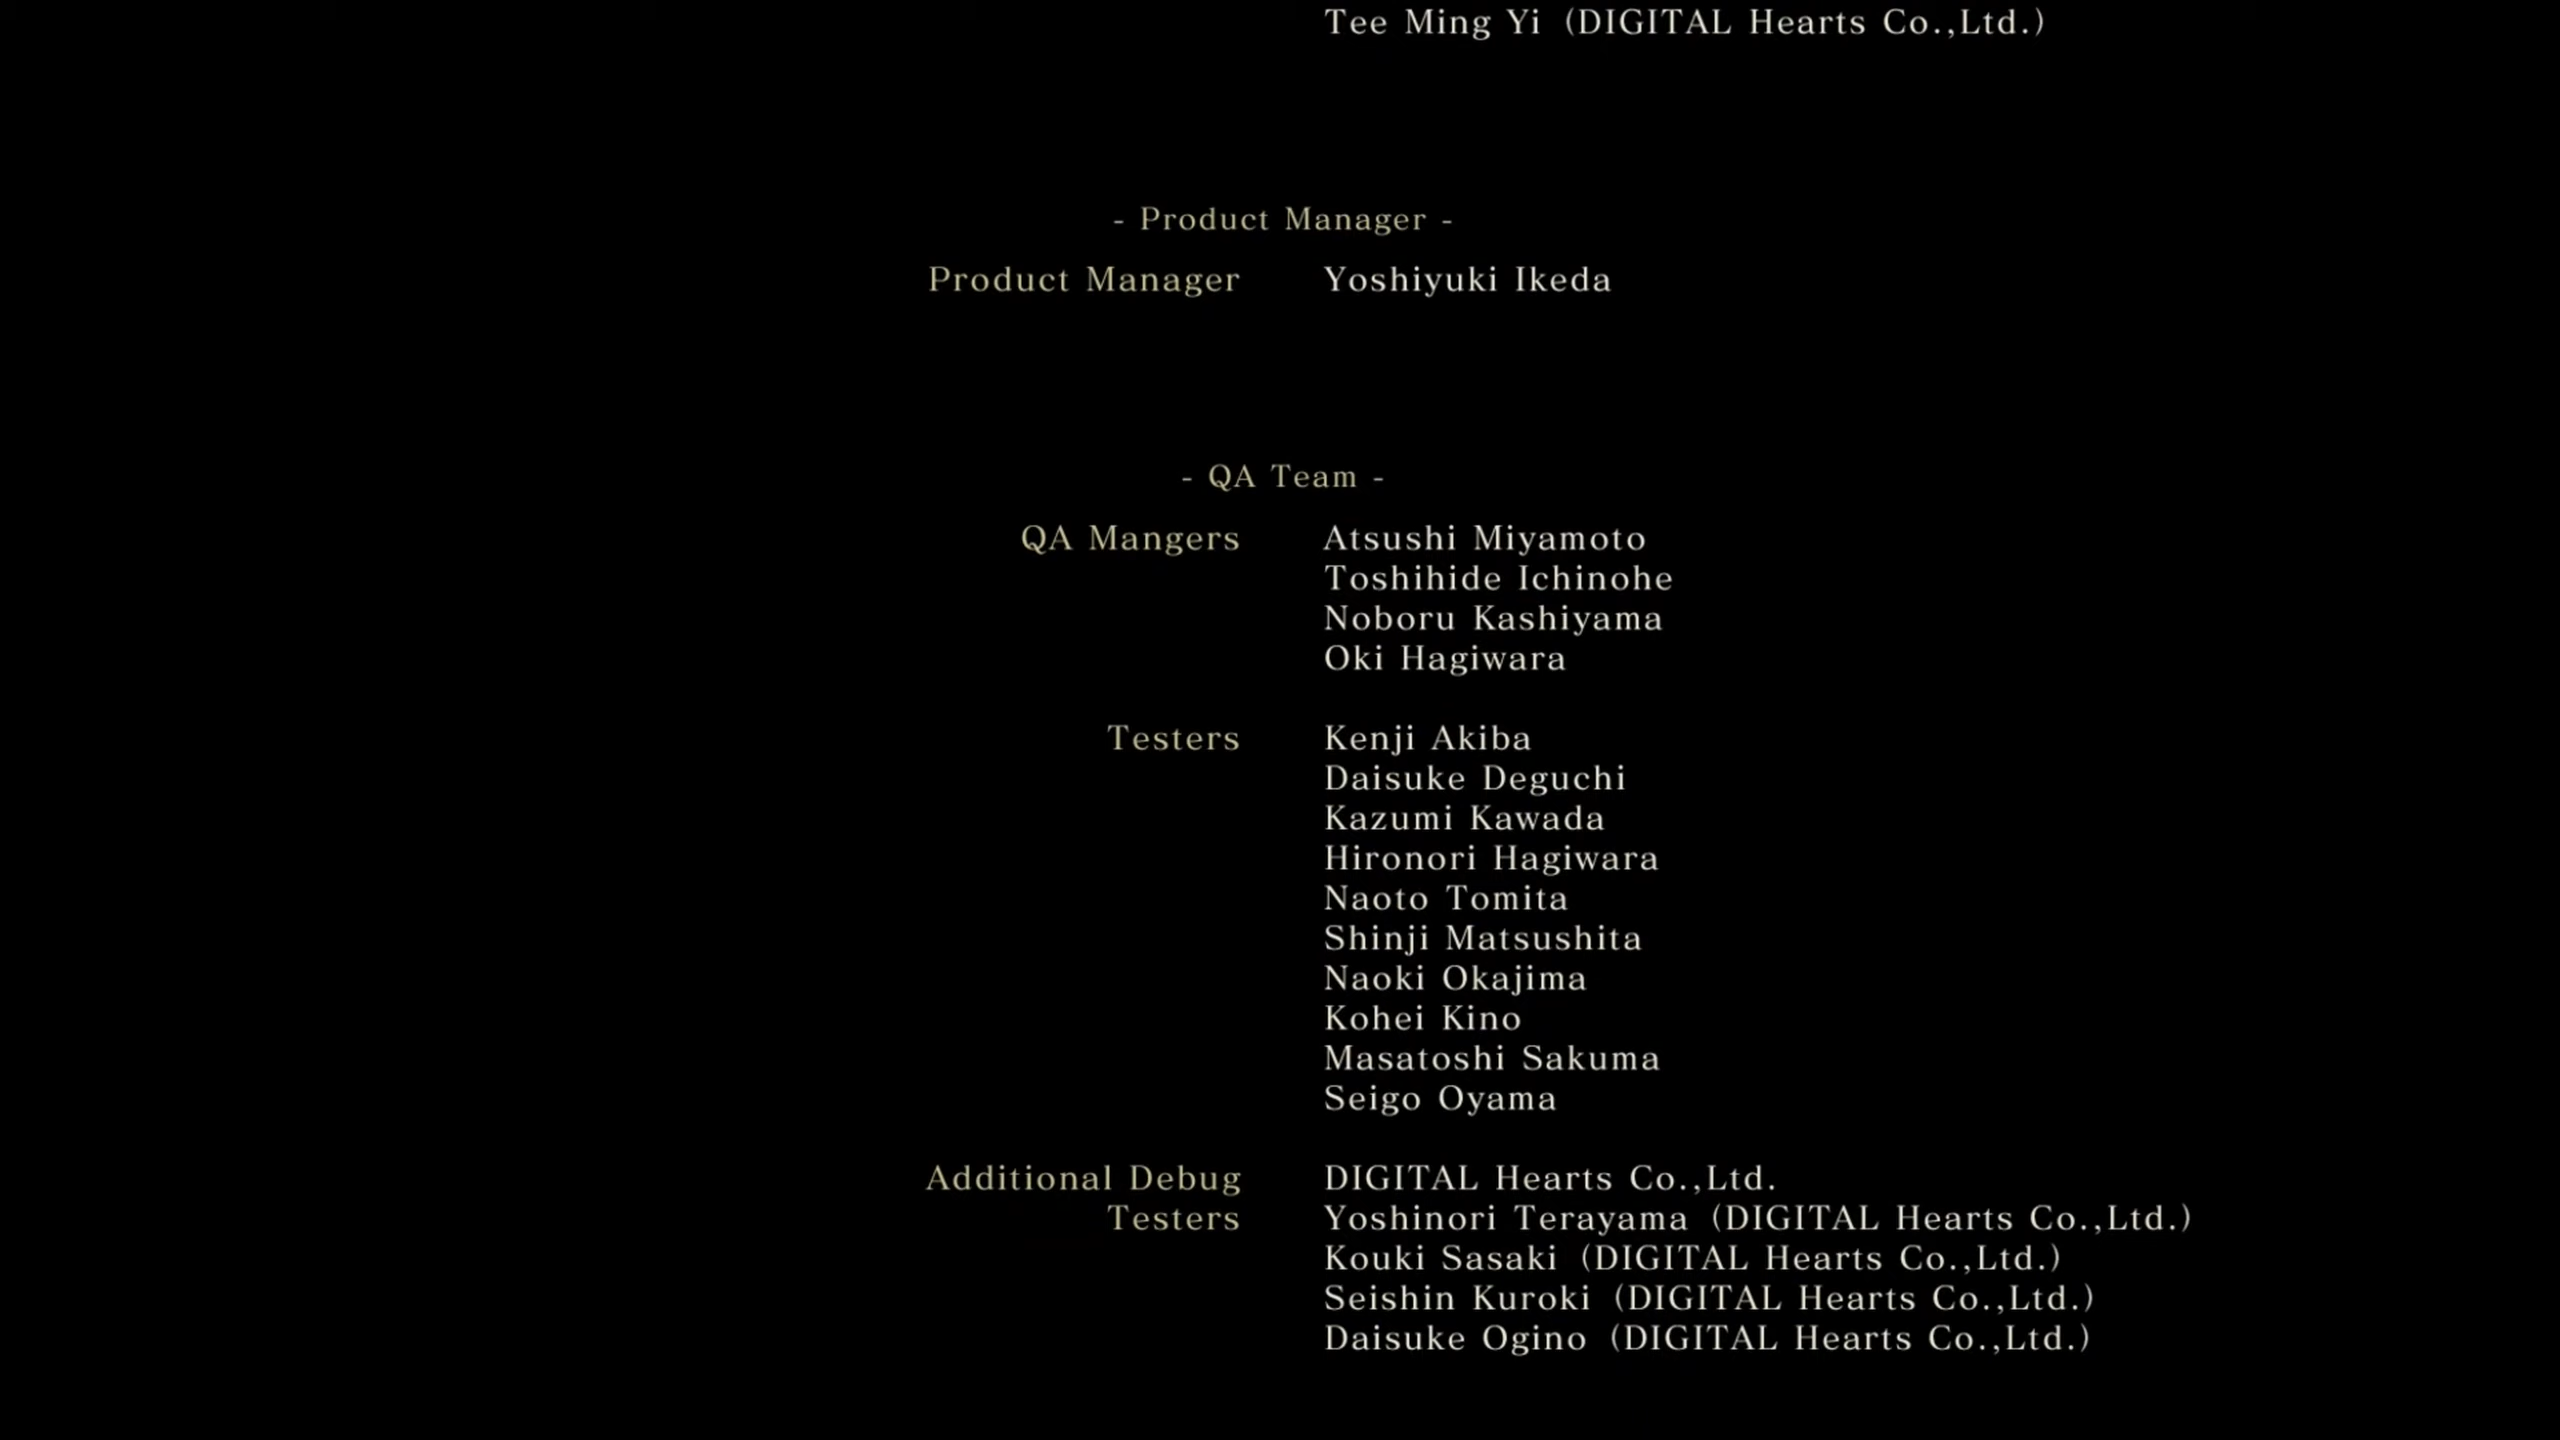 Tee Ming Yi (DIGITAL Hearts Co.,Ltd.)
- Product Manager -
Product Manager Yoshiyuki Ikeda
- QA Team -
QA Mangers Atsushi Miyamoto
Toshihide Ichinohe
Noboru Kashiyama
Oki Hagiwara
Testers Kenji Akiba
Daisuke Deguchi
Kazumi Kawada
Hironori Hagiwara
Naoto Tomita
Shinji Matsushita
Naoki Okajima
Kohei Kino
Masatoshi Sakuma
Seigo Oyama
Additional Debug DIGITAL Hearts Co.,Ltd.
Testers Yoshinori Terayama (DIGITAL Hearts Co.,Ltd.)
Kouki Sasaki (DIGITAL Hearts Co.,Ltd.)
Seishin Kuroki (DIGITAL Hearts Co.,Ltd.)
Daisuke Ogino (DIGITAL Hearts Co.,Ltd.)